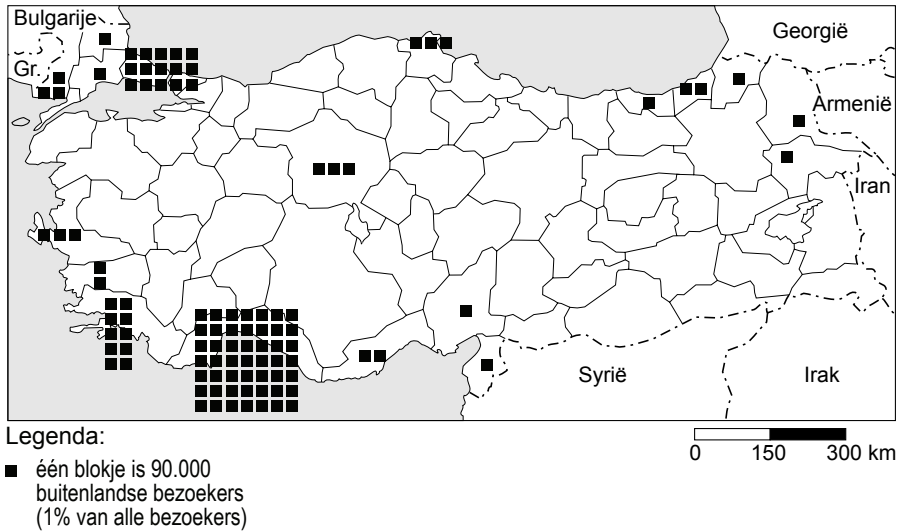 Bulgarije
Gr.
Georgië
Armenië
Iran
Syrië
Irak
Legenda:
één blokje is 90.000
buitenlandse bezoekers
(1% van alle bezoekers)
0 150 300 km